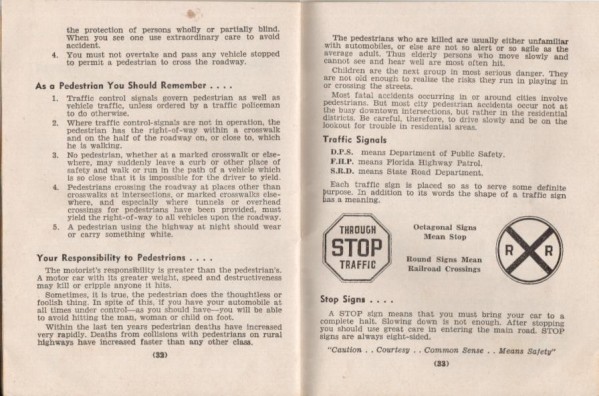 the protection of persons wholly or partially blind.
When you see one use extraordinary care to avoid
accident.
4. You must not overtake and pass any vehicle stopped
to permit a pedestrian to cross the roadway.
As a Pedestrian You Should Remember . . . .
1. Traffic control signals govern pedestrian as well as
vehicle traffic, unless ordered by a traffic policeman
to do otherwise.
2. Where traffic control-signals are not in operation, the
pedestrian has the right-of-way within a crosswalk
and on the half of the roadway on, or close to, which
he is walking.
3. No pedestrian, whether at a marked crosswalk or else-
where, may suddenly leave a curb or other place of
safety and walk or run in the path of a vehicle which
is so close that it is impossible for the driver to yield.
4. Pedestrians crossing the roadway at places other than
crosswalks at intersections, or marked crosswalks else-
where, and especially where tunnels or overhead
crossings for pedestrians have been provided, must
yield the right-of-way to all vehicles upon the roadway.
5. A pedestrian using the highway at night should wear
or carry something white.
Your Responsibility to Pedestrians . . . .
The motorist's responsibility is greater than the pedestrian's.
A motor car with its greater weight, speed and destructiveness
may kill or cripple anyone it hits.
Sometimes, it is true, the pedestrian does the thoughtless or
foolish thing. In spite of this, if you have your automobile at
all times under control—as you should have—you will be able
to avoid hitting the man, woman or child on foot.
Within the last ten years pedestrian deaths have increased
very rapidly. Deaths from collisions with pedestrians on rural
highways have increased faster than any other class.
(32)
The pedestrians who are killed are usually either unfamiliar
with automobiles, or else are not so alert or so agile as the
average adult. Thus elderly persons who move slowly and
cannot see and hear well are most often hit.
Children are the next group in most serious danger. They
are not old enough to realize the risks they run in playing in
or crossing the streets.
Most fatal accidents occurring in or around cities involve
pedestrians. But most city pedestrian accidents occur not at
the busy downtown intersections, but rather in the residential
districts. Be careful, therefore, to drive slowly and be on the
lookout for trouble in residential areas.
Traffic Signals
D.P.S. means Department of Public Safety.
F.H.P. means Florida Highway Patrol.
S.R.D. means State Road Department.
Each traffic signal is placed so as to serve some definite
purpose. In addition to its words the shape of a traffic sign
has a meaning.
THROUGH
STOP
TRAFFIC
Octagonal Signs
Mean Stop
Round Signs Mean
Railroad Crossings
R R
Stop Signs . . . .
A STOP sign means that you must bring your car to a
complete halt. Slowing down is not enough. After stopping
you should use great care in entering the main road. STOP
signs are always eight-sided.
"Caution . . Courtesy . . Common Sense . . Means Safety"
(33)